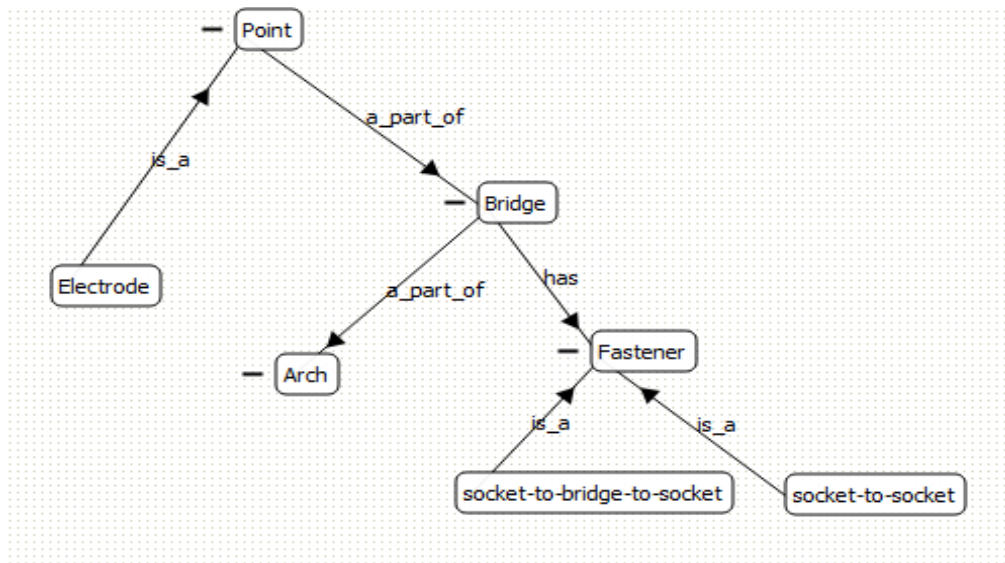 Point
a_part_of
is_a
Bridge
Electrode
has
a_part_of
Fastener
Arch
is_a
is_a
socket-to-bridge-to-socket
socket-to-socket